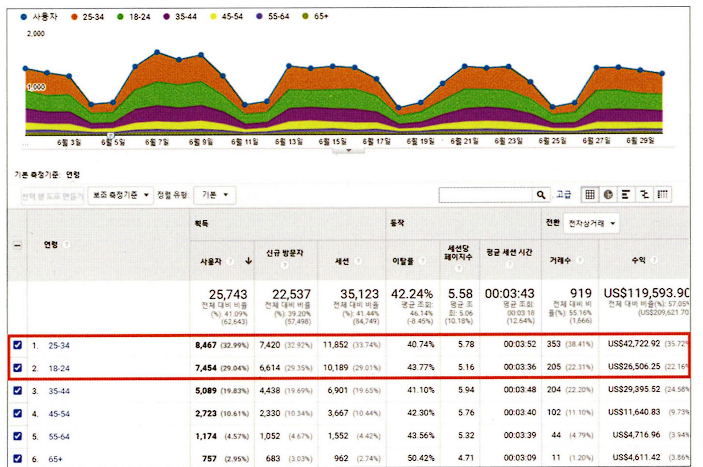 사용자 25-34 18-24 35-44 45-54 55-64 65+
2,000
1,000
... 6월 3일 6월 5일 6월 7일 6월 9일 6월 11일 6월 13일 6월 15일 6월 17일 6월 19일 6월 21일 6월 23일 6월 25일 6월 27일 6월 29일
기본 측정기준: 연령
보조 측정기준 ▼ 정렬 유형: 기본 ▼ 고급
획득 동작 전환 전자상거래 ▼
연령 ?
사용자 ? ↓ 신규 방문자 ? 세션 ? 이탈률 ? 세션당 페이지수 ? 평균 세션 시간 ? 거래수 ? 수익 ?
25,743 22,537 35,123 42.24% 5.58 00:03:43 919 US$119,593.90
전체 대비 비율 전체 대비 비율 전체 대비 비율 평균 조회: 평균 조 평균 조회: 전체 대비 비 전체 대비 비율(%): 57.05%
(%): 41.09% (%): 39.20% (%): 41.44% 46.14% 회: 5.06 00:03:18 율(%): 55.16% (US$209,621.70
(62,643) (57,498) (84,749) (-8.45%) (10.18%) (12.64%) (1,666)
1. 25-34 8,467 (32.99%) 7,420 (32.92%) 11,852 (33.74%) 40.74% 5.78 00:03:52 353 (38.41%) US$42,722.92 (35.72%
2. 18-24 7,454 (29.04%) 6,614 (29.35%) 10,189 (29.01%) 43.77% 5.16 00:03:36 205 (22.31%) US$26,506.25 (22.16%
3. 35-44 5,089 (19.83%) 4,438 (19.69%) 6,901 (19.65%) 41.10% 5.94 00:03:48 204 (22.20%) US$29,395.52 (24.58%
4. 45-54 2,723 (10.61%) 2,330 (10.34%) 3,667 (10.44%) 42.30% 5.76 00:03:40 102 (11.10%) US$11,640.83 (9.73%
5. 55-64 1,174 (4.57%) 1,052 (4.67%) 1,552 (4.42%) 43.56% 5.32 00:03:39 44 (4.79%) US$4,716.96 (3.94%
6. 65+ 757 (2.95%) 683 (3.03%) 962 (2.74%) 50.42% 4.71 00:03:09 11 (1.20%) US$4,611.42 (3.86%